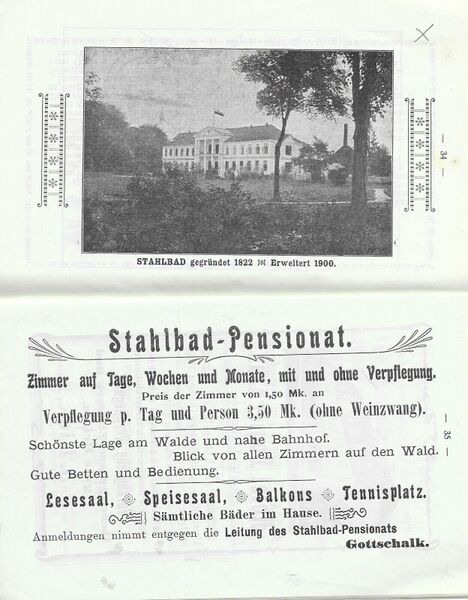 — 34 —
STAHLBAD gegründet 1822 ※ Erweitert 1900.
Stahlbad-Pensionat.
Zimmer auf Tage, Wochen und Monate, mit und ohne Verpflegung.
Preis der Zimmer von 1,50 Mk. an
Verpflegung p. Tag und Person 3,50 Mk. (ohne Weinzwang).
Schönste Lage am Walde und nahe Bahnhof.
Blick von allen Zimmern auf den Wald.
Gute Betten und Bedienung.
Lesesaal, Speisesaal, Balkons Tennisplatz.
Sämtliche Bäder im Hause.
Anmeldungen nimmt entgegen die Leitung des Stahlbad-Pensionats
Gottschalk.
— 35 —